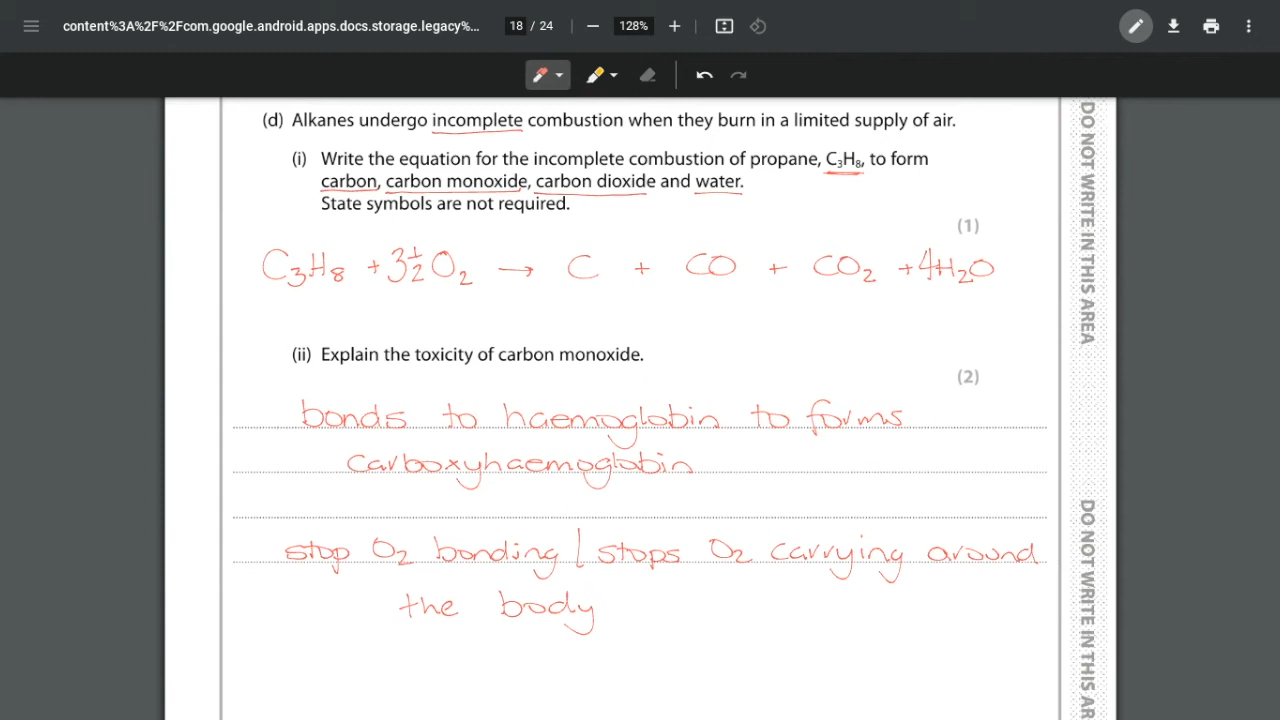 content%3A%2F%2Fcom.google.android.apps.docs.storage.legacy%...
18 / 24
128%
(d) Alkanes undergo incomplete combustion when they burn in a limited supply of air.
(i) Write the equation for the incomplete combustion of propane, C₃H₈, to form
carbon, carbon monoxide, carbon dioxide and water.
State symbols are not required.
(1)
C₃H₈ + 3½O₂ → C + CO + CO₂ + 4H₂O
(ii) Explain the toxicity of carbon monoxide.
(2)
bonds to haemoglobin to forms
carboxyhaemoglobin
stop O₂ bonding / stops O₂ carrying around
the body
DO NOT WRITE IN THIS AREA
DO NOT WRITE IN THIS AR